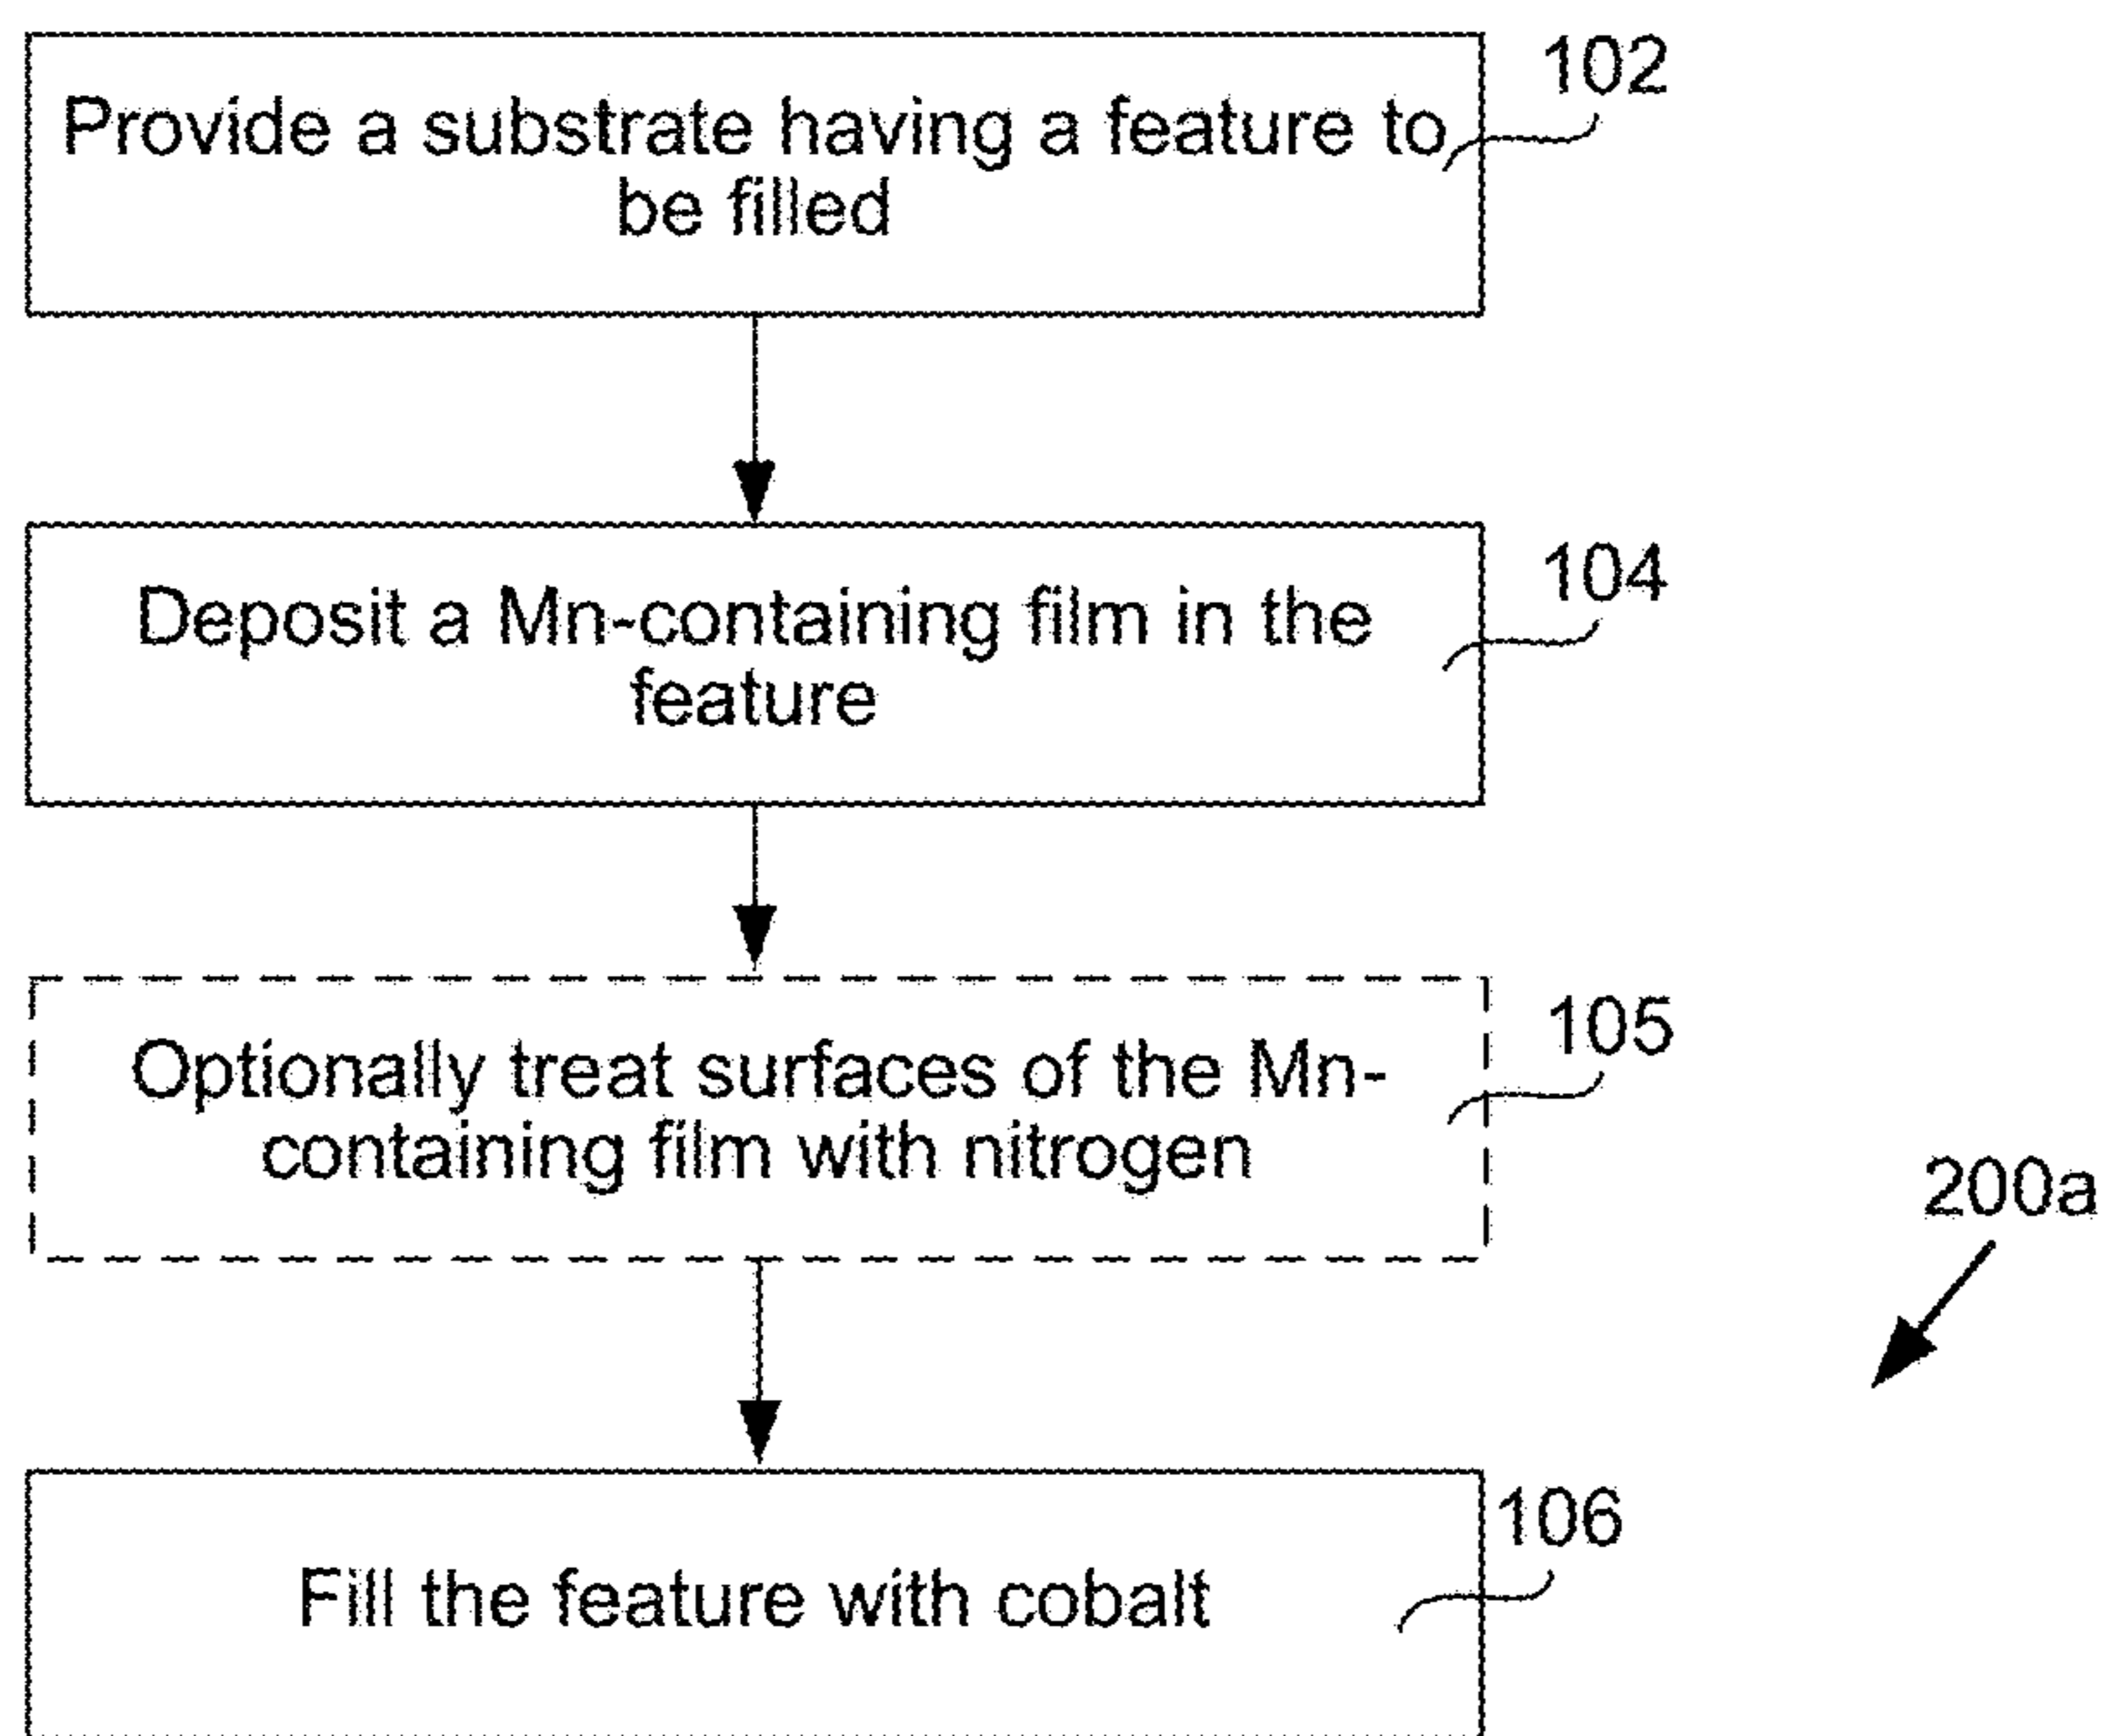 102
Provide a substrate having a feature to
be filled
104
Deposit a Mn-containing film in the
feature
105
Optionally treat surfaces of the Mn-
containing film with nitrogen
200a
106
Fill the feature with cobalt